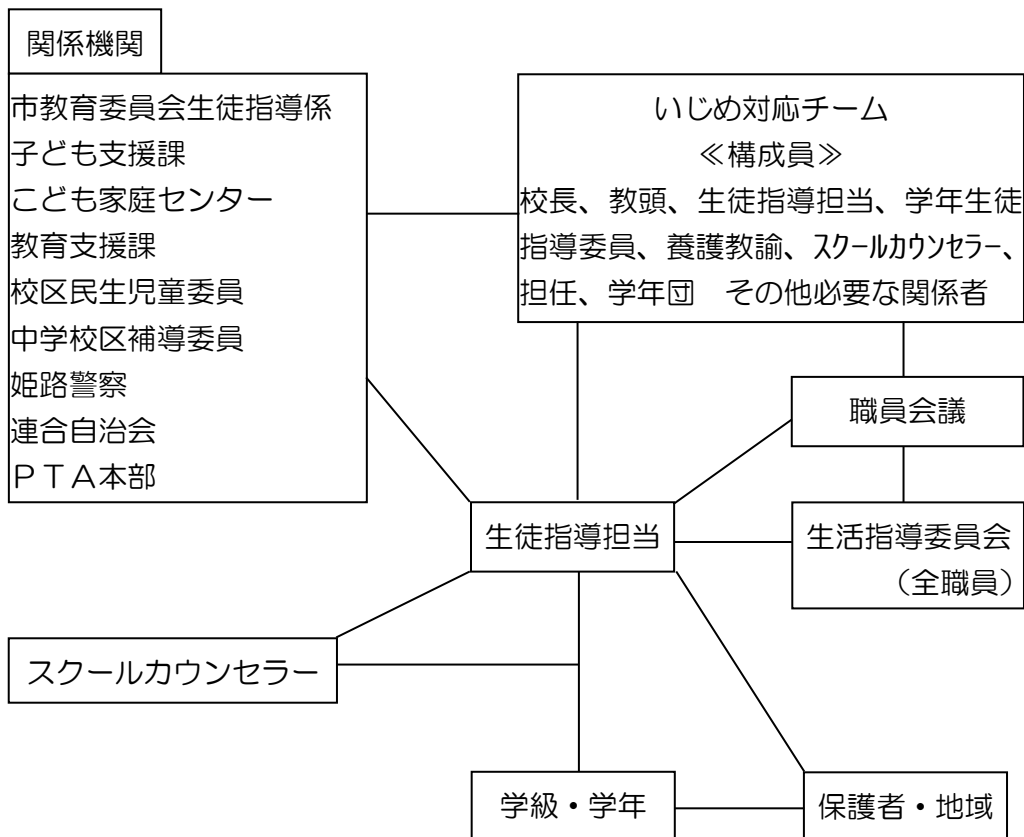 関係機関
市教育委員会生徒指導係
子ども支援課
こども家庭センター
教育支援課
校区民生児童委員
中学校区補導委員
姫路警察
連合自治会
ＰＴＡ本部
いじめ対応チーム
≪構成員≫
校長、教頭、生徒指導担当、学年生徒
指導委員、養護教諭、ｽｸｰﾙｶｳﾝｾﾗｰ、
担任、学年団　その他必要な関係者
職員会議
生徒指導担当
生活指導委員会
（全職員）
スクールカウンセラー
学級・学年
保護者・地域